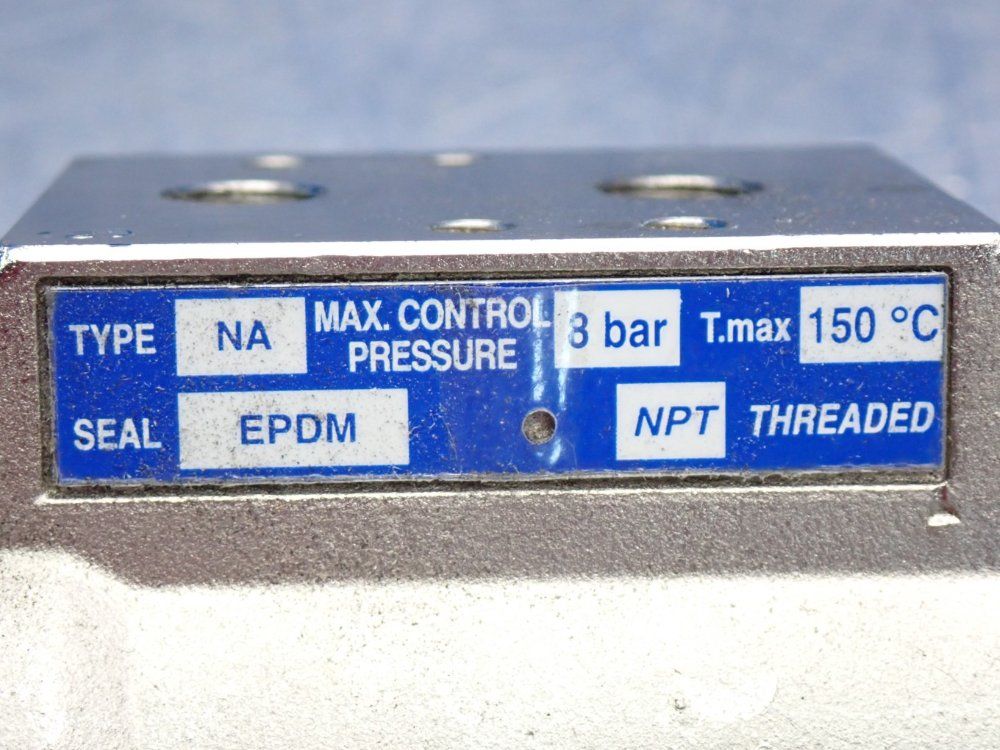 TYPE NA MAX. CONTROL PRESSURE 8 bar T.max 150 °C
SEAL EPDM NPT THREADED